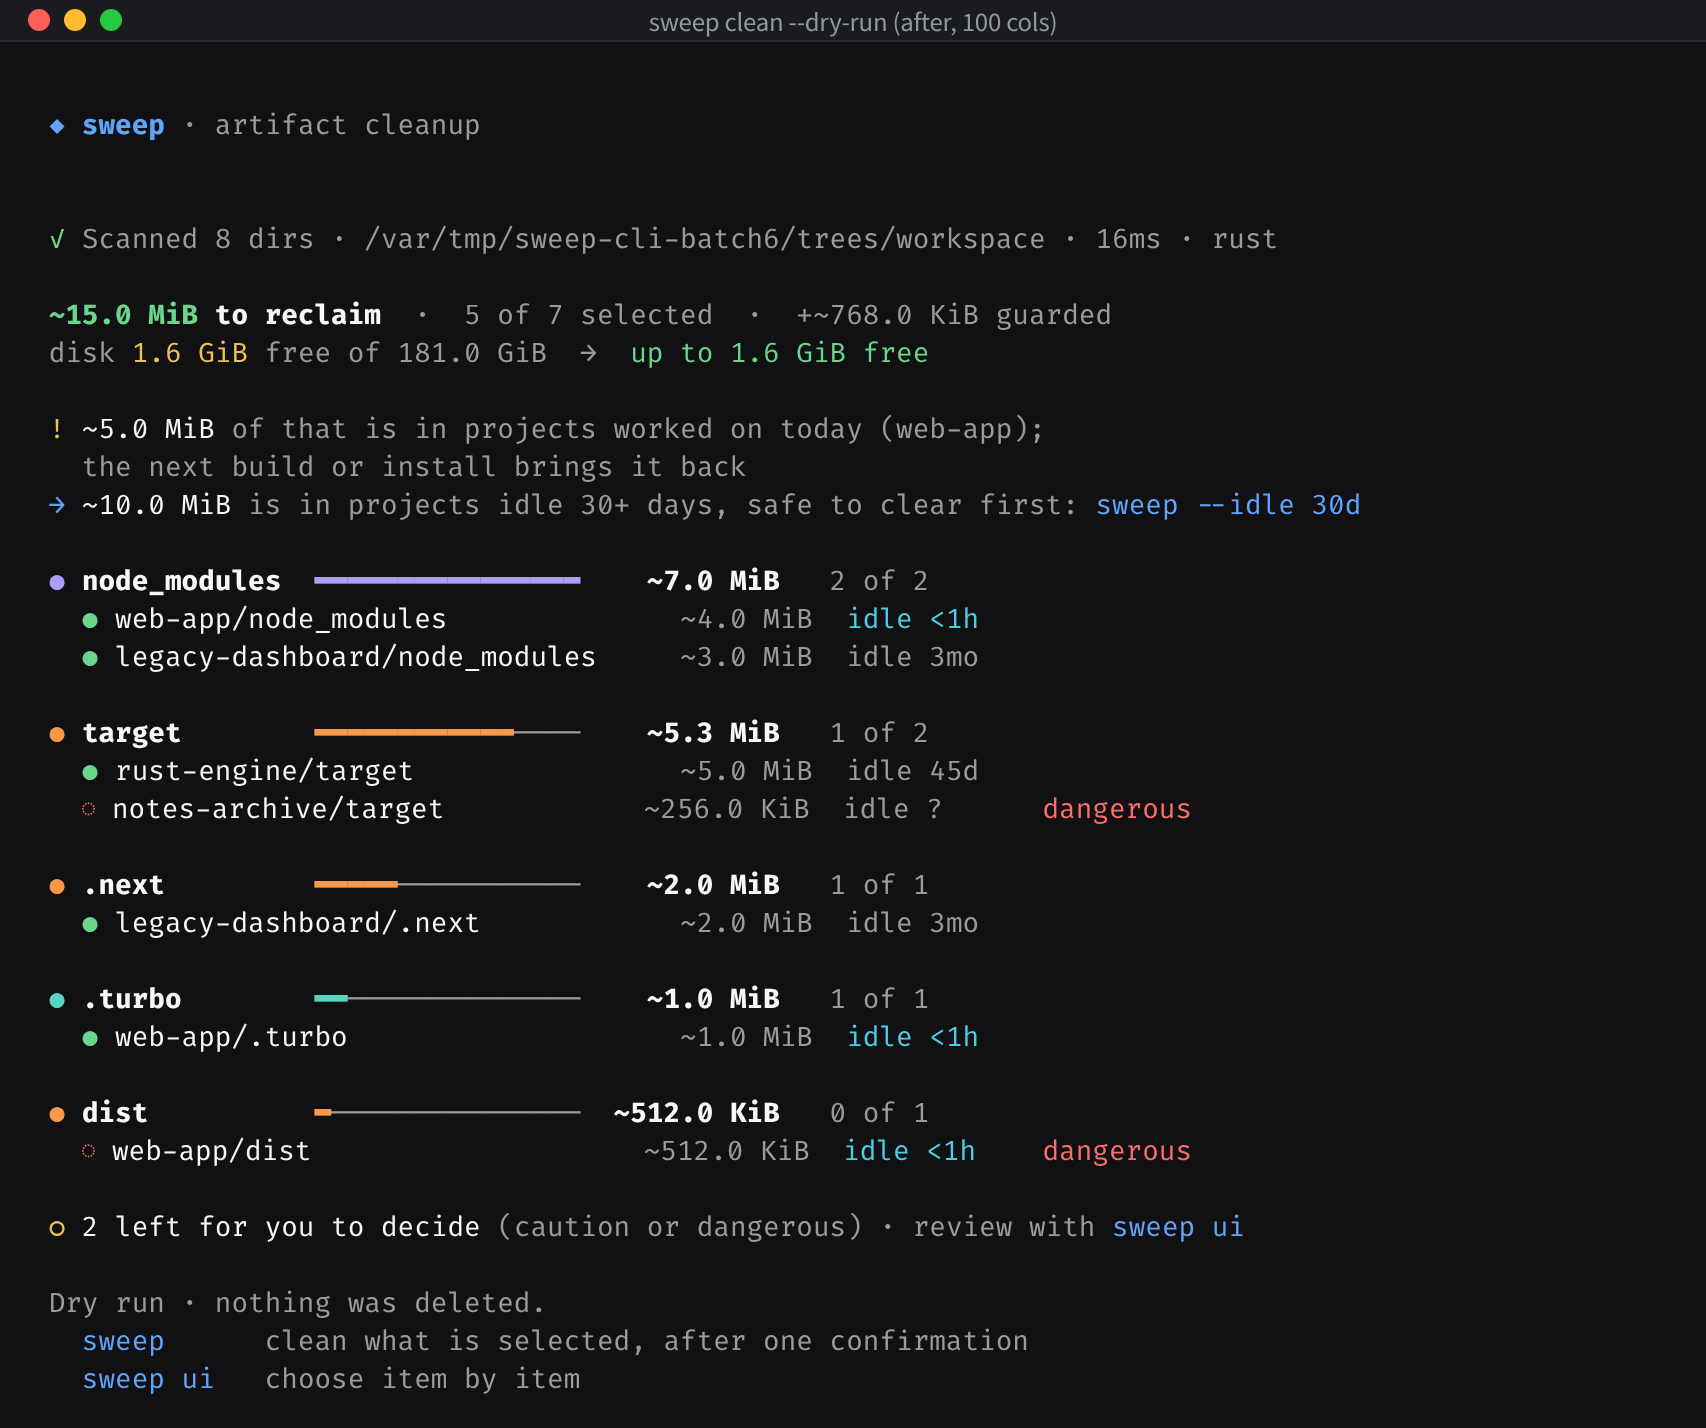 sweep clean --dry-run (after, 100 cols)
◆ sweep · artifact cleanup
√ Scanned 8 dirs · /var/tmp/sweep-cli-batch6/trees/workspace · 16ms · rust
~15.0 MiB to reclaim · 5 of 7 selected · +~768.0 KiB guarded
disk 1.6 GiB free of 181.0 GiB → up to 1.6 GiB free
! ~5.0 MiB of that is in projects worked on today (web-app);
the next build or install brings it back
→ ~10.0 MiB is in projects idle 30+ days, safe to clear first: sweep --idle 30d
● node_modules ~7.0 MiB 2 of 2
● web-app/node_modules ~4.0 MiB idle <1h
● legacy-dashboard/node_modules ~3.0 MiB idle 3mo
● target ~5.3 MiB 1 of 2
● rust-engine/target ~5.0 MiB idle 45d
◌ notes-archive/target ~256.0 KiB idle ? dangerous
● .next ~2.0 MiB 1 of 1
● legacy-dashboard/.next ~2.0 MiB idle 3mo
● .turbo ~1.0 MiB 1 of 1
● web-app/.turbo ~1.0 MiB idle <1h
● dist ~512.0 KiB 0 of 1
◌ web-app/dist ~512.0 KiB idle <1h dangerous
○ 2 left for you to decide (caution or dangerous) · review with sweep ui
Dry run · nothing was deleted.
sweep clean what is selected, after one confirmation
sweep ui choose item by item